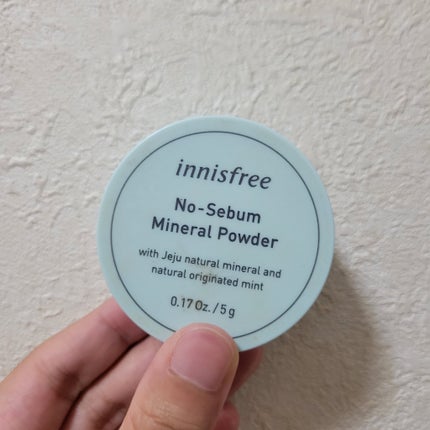 innisfree
No-Sebum
Mineral Powder
with Jeju natural mineral and
natural originated mint
0.17 Oz. / 5 g